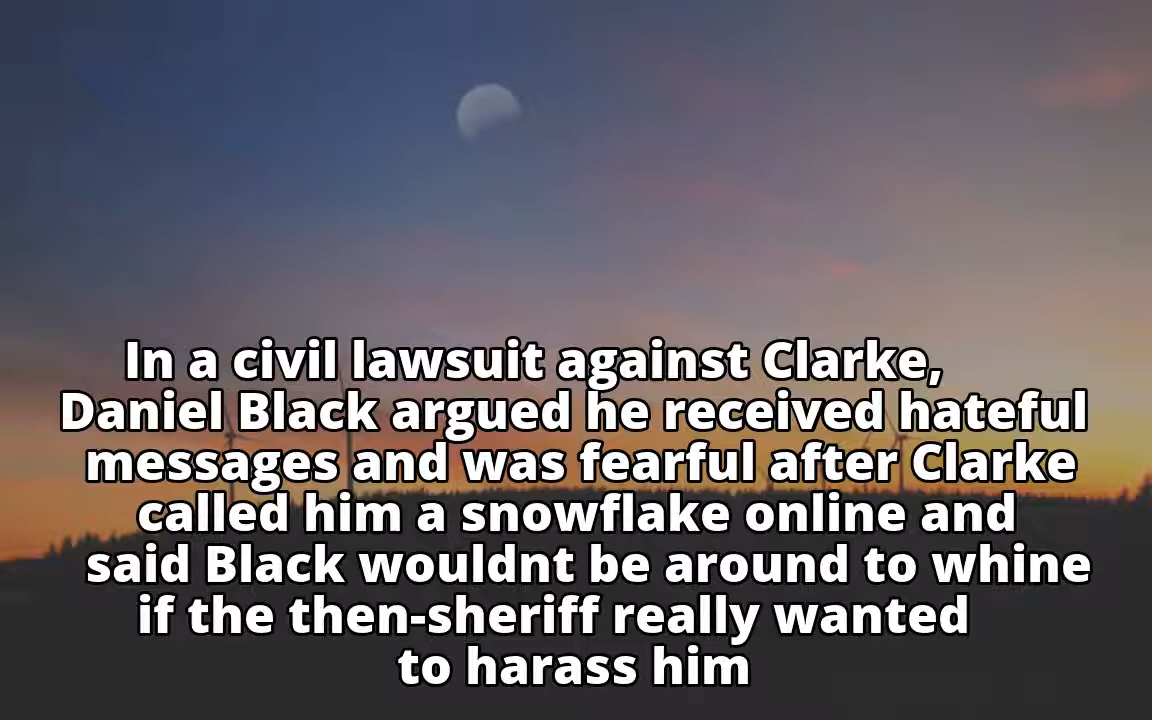 In a civil lawsuit against Clarke,
Daniel Black argued he received hateful
messages and was fearful after Clarke
called him a snowflake online and
said Black wouldnt be around to whine
if the then-sheriff really wanted
to harass him